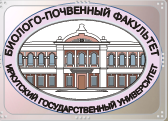 БИОЛОГО-ПОЧВЕННЫЙ ФАКУЛЬТЕТ
ИРКУТСКИЙ ГОСУДАРСТВЕННЫЙ УНИВЕРСИТЕТ